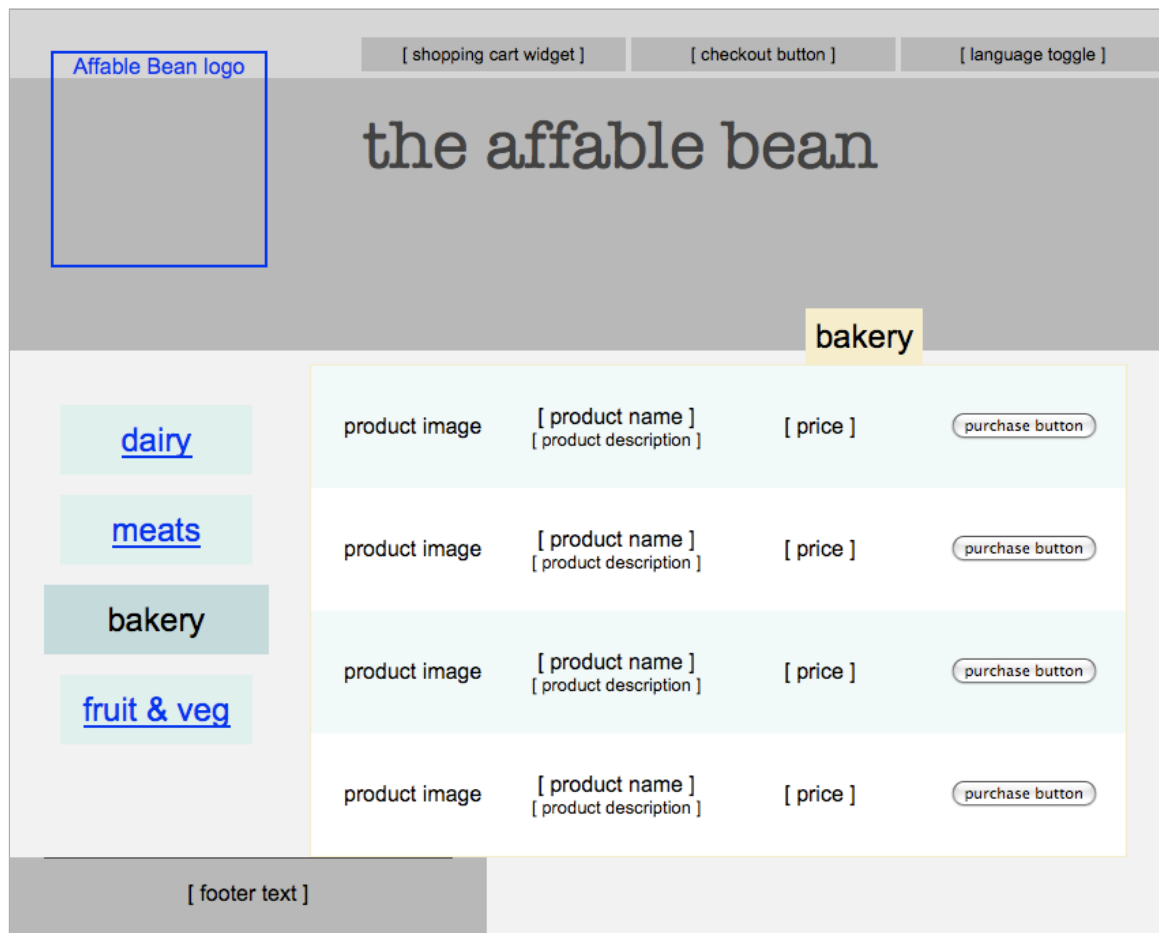 Affable Bean logo
[ shopping cart widget ]
[ checkout button ]
[ language toggle ]
the affable bean
bakery
dairy
meats
bakery
fruit & veg
product image
[ product name ]
[ product description ]
[ price ]
purchase button
product image
[ product name ]
[ product description ]
[ price ]
purchase button
product image
[ product name ]
[ product description ]
[ price ]
purchase button
product image
[ product name ]
[ product description ]
[ price ]
purchase button
[ footer text ]